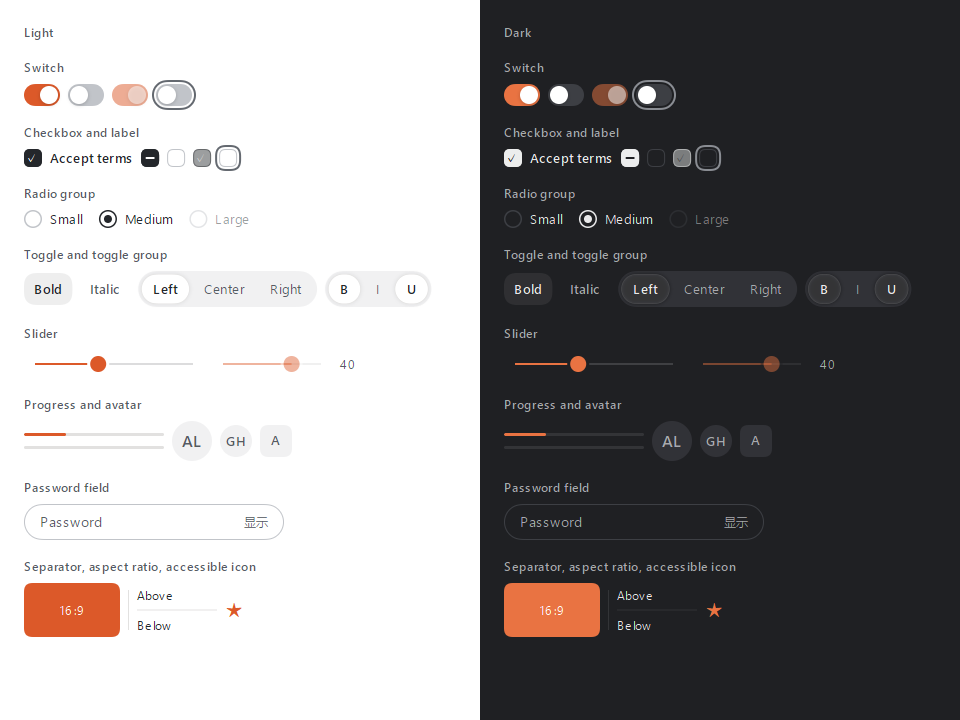 Light
Switch
Checkbox and label
Accept terms
Radio group
Small Medium Large
Toggle and toggle group
Bold Italic Left Center Right B I U
Slider
40
Progress and avatar
AL GH A
Password field
Password 显示
Separator, aspect ratio, accessible icon
16:9
Above
Below
Dark
Switch
Checkbox and label
Accept terms
Radio group
Small Medium Large
Toggle and toggle group
Bold Italic Left Center Right B I U
Slider
40
Progress and avatar
AL GH A
Password field
Password 显示
Separator, aspect ratio, accessible icon
16:9
Above
Below